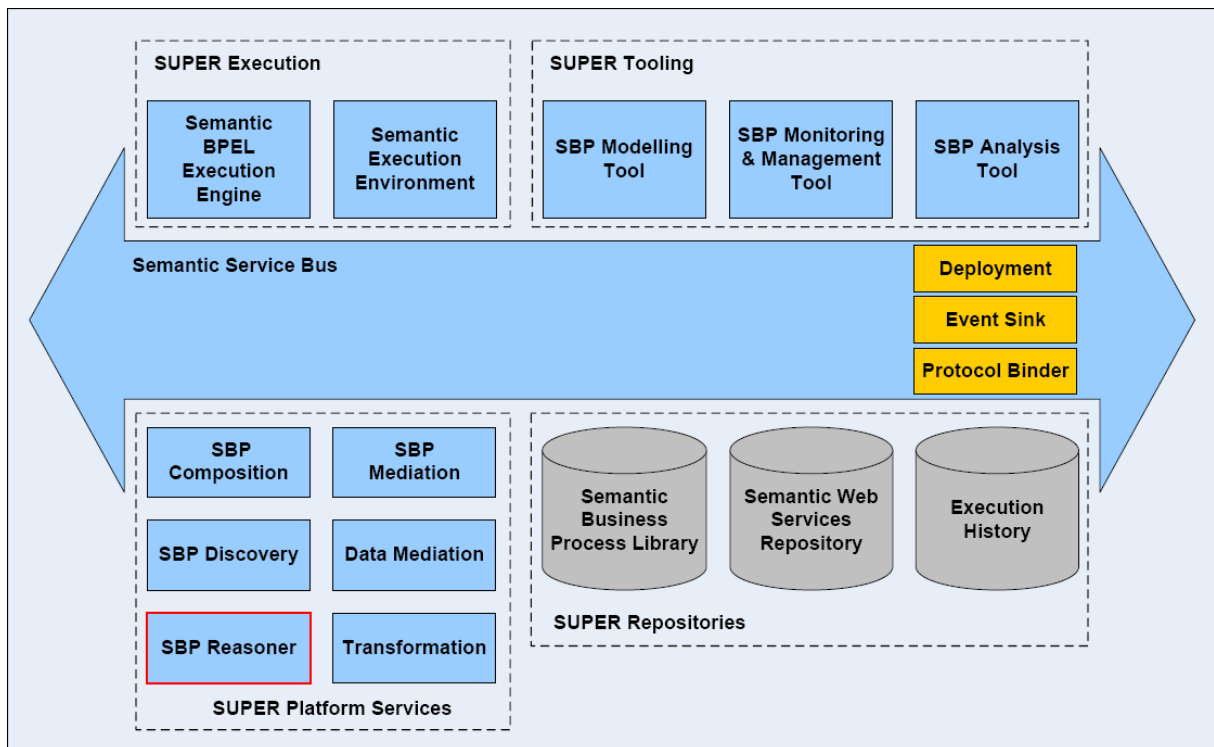 SUPER Execution
Semantic
BPEL
Execution
Engine
Semantic
Execution
Environment
SUPER Tooling
SBP Modelling
Tool
SBP Monitoring
& Management
Tool
SBP Analysis
Tool
Semantic Service Bus
Deployment
Event Sink
Protocol Binder
SBP
Composition
SBP
Mediation
SBP Discovery
Data Mediation
SBP Reasoner
Transformation
SUPER Platform Services
Semantic
Business
Process Library
Semantic Web
Services
Repository
Execution
History
SUPER Repositories